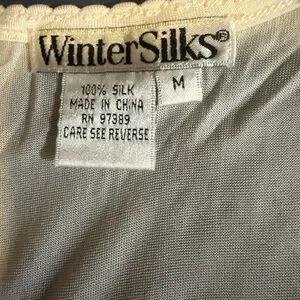 WinterSilks®
100% SILK
MADE IN CHINA
RN 97389
CARE SEE REVERSE
M